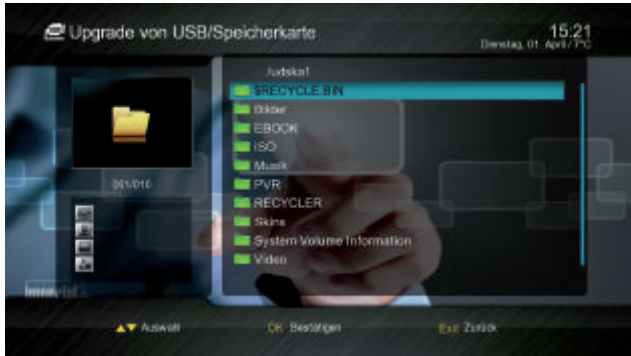 Upgrade von USB/Speicherkarte
15:21
Dienstag, 01 April/7°C
/udska1
$RECYCLE.BIN
Bilder
EBOOK
ISO
Musik
001/010
PVR
RECYCLER
Skins
System Volume Information
Video
▲▼ Auswahl
OK Bestätigen
Exit Zurück